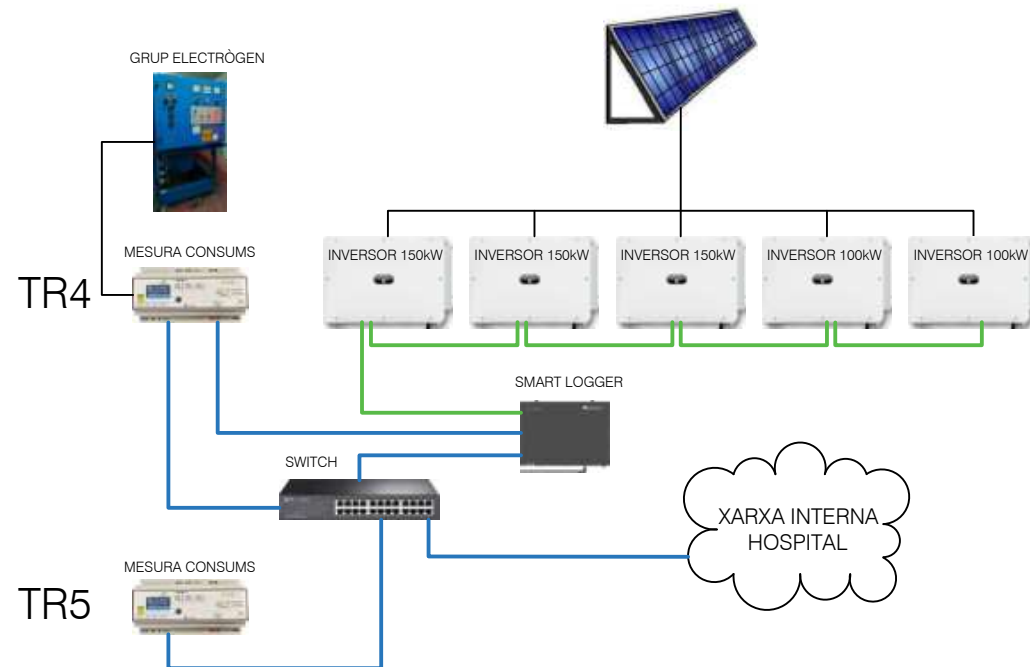 GRUP ELECTRÒGEN
MESURA CONSUMS
TR4
INVERSOR 150kW
INVERSOR 150kW
INVERSOR 150kW
INVERSOR 100kW
INVERSOR 100kW
SMART LOGGER
SWITCH
XARXA INTERNA
HOSPITAL
MESURA CONSUMS
TR5